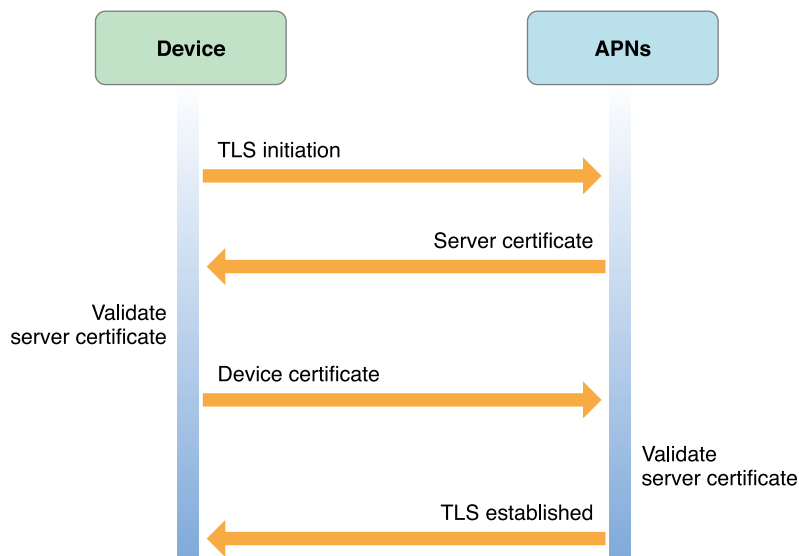 Device
APNs
TLS initiation
Server certificate
Validate
server certificate
Device certificate
Validate
server certificate
TLS established